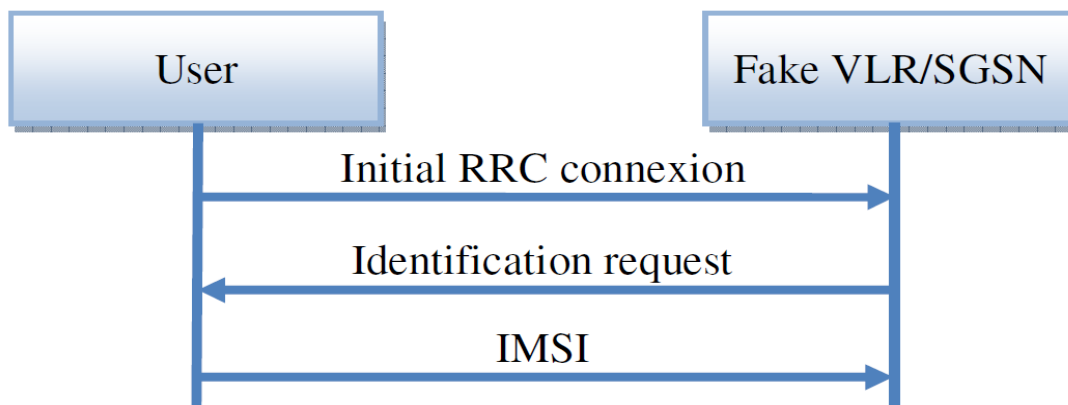 User
Fake VLR/SGSN
Initial RRC connexion
Identification request
IMSI